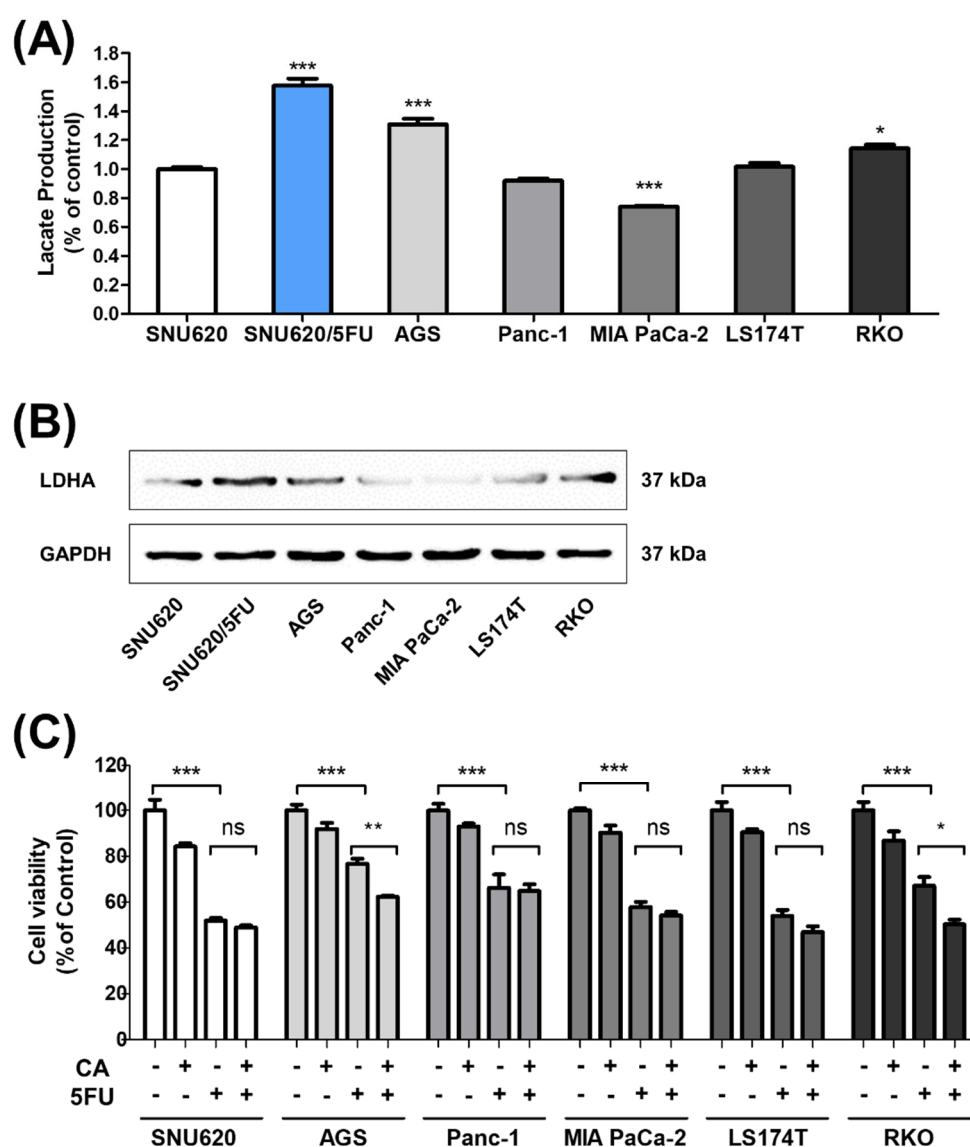 (A)
Lacate Production
(% of control)
1.8
1.6
1.4
1.2
1.0
0.8
0.6
0.4
0.2
0.0
*** *** *** *
SNU620 SNU620/5FU AGS Panc-1 MIA PaCa-2 LS174T RKO
(B)
LDHA 37 kDa
GAPDH 37 kDa
SNU620 SNU620/5FU AGS Panc-1 MIA PaCa-2 LS174T RKO
(C)
Cell viability
(% of Control)
120
100
80
60
40
20
0
*** *** *** *** *** ***
ns ** ns ns ns *
CA - + - + - + - + - + - + - + - + - + - + - + - +
5FU - - + + - - + + - - + + - - + + - - + + - - + +
SNU620 AGS Panc-1 MIA PaCa-2 LS174T RKO